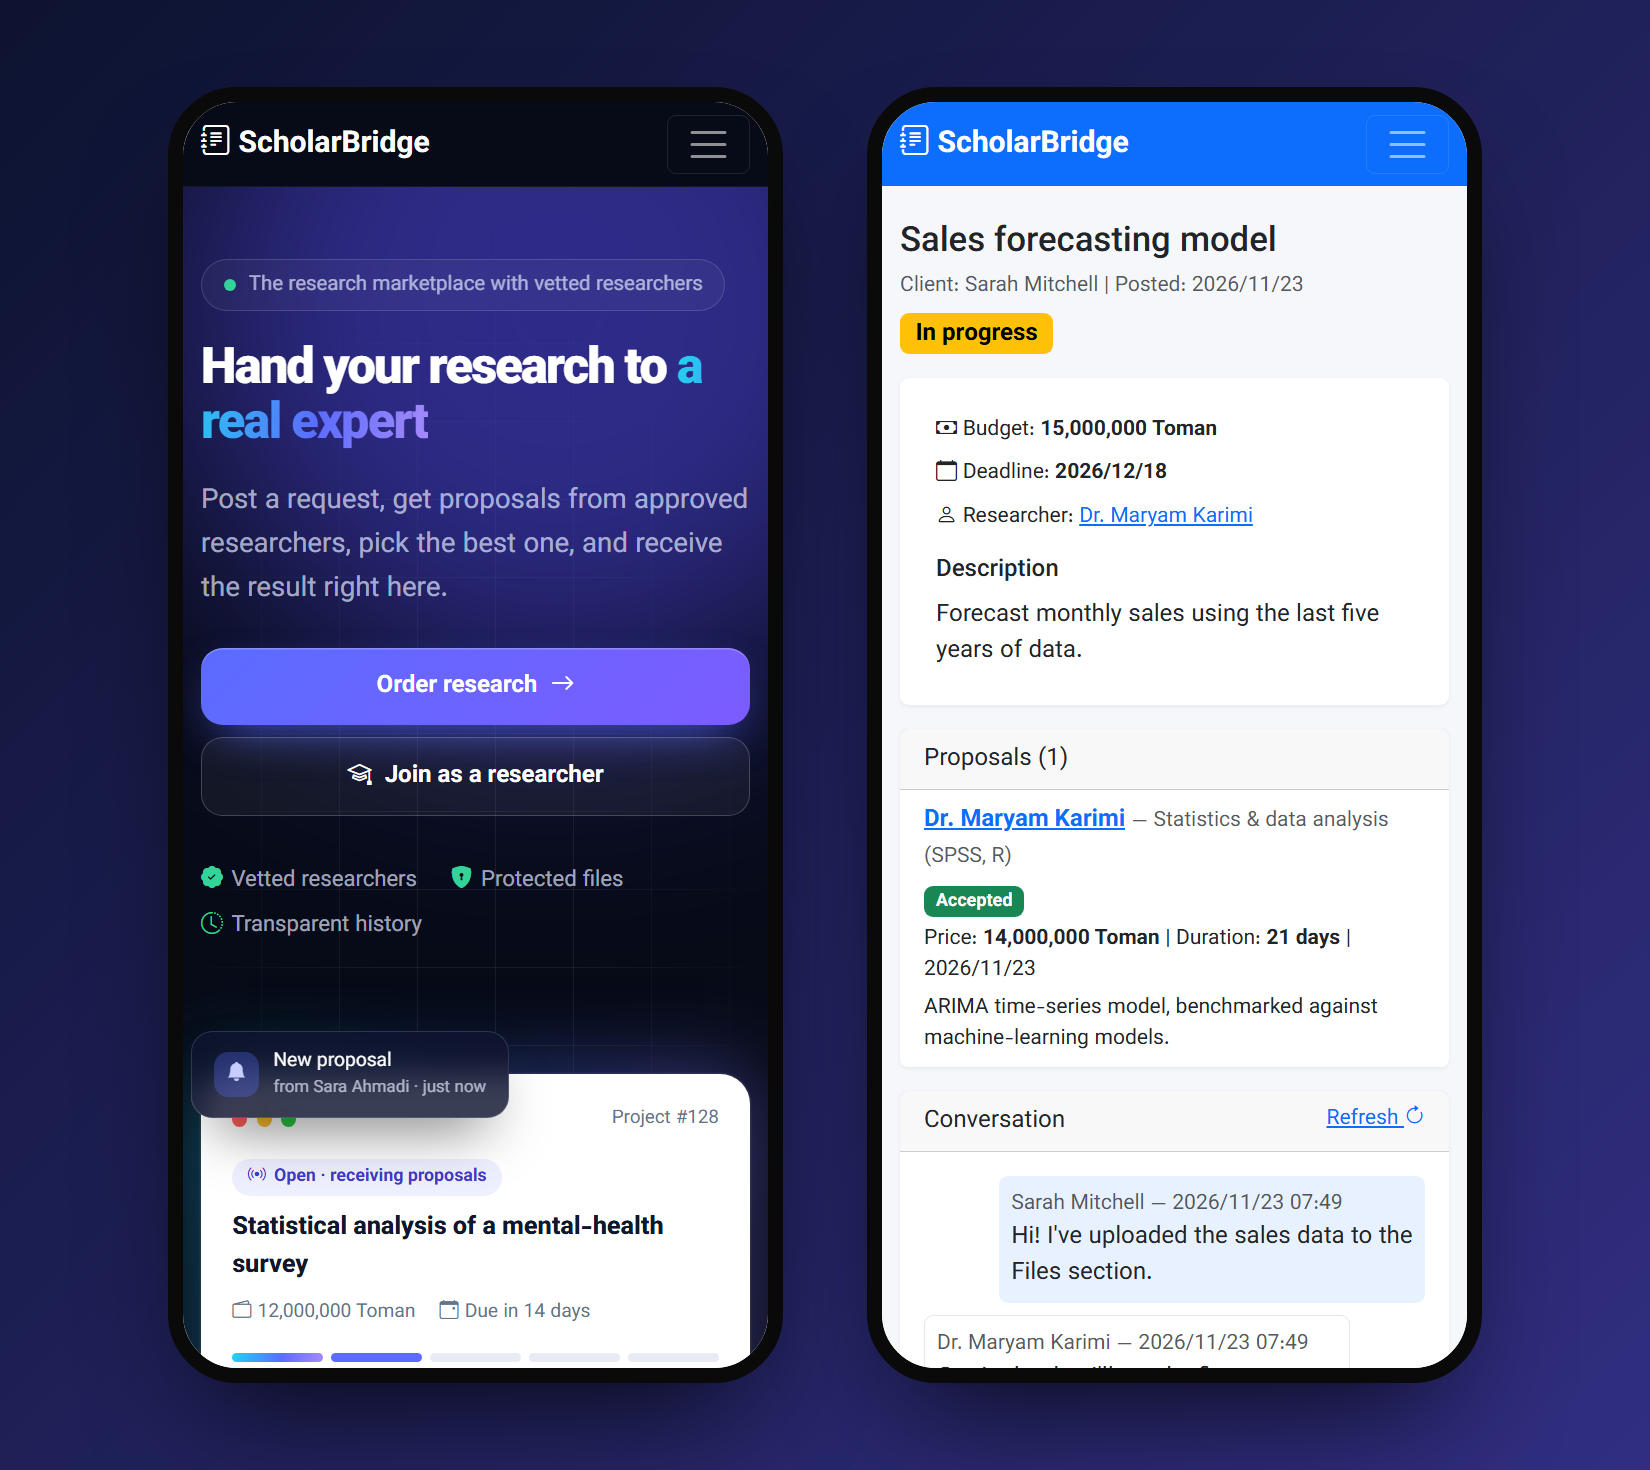 ScholarBridge
The research marketplace with vetted researchers
Hand your research to a
real expert
Post a request, get proposals from approved
researchers, pick the best one, and receive
the result right here.
Order research →
Join as a researcher
Vetted researchers Protected files
Transparent history
New proposal
from Sara Ahmadi · just now
Project #128
Open · receiving proposals
Statistical analysis of a mental-health
survey
12,000,000 Toman Due in 14 days
ScholarBridge
Sales forecasting model
Client: Sarah Mitchell | Posted: 2026/11/23
In progress
Budget: 15,000,000 Toman
Deadline: 2026/12/18
Researcher: Dr. Maryam Karimi
Description
Forecast monthly sales using the last five
years of data.
Proposals (1)
Dr. Maryam Karimi — Statistics & data analysis
(SPSS, R)
Accepted
Price: 14,000,000 Toman | Duration: 21 days |
2026/11/23
ARIMA time-series model, benchmarked against
machine-learning models.
Conversation
Refresh
Sarah Mitchell — 2026/11/23 07:49
Hi! I've uploaded the sales data to the
Files section.
Dr. Maryam Karimi — 2026/11/23 07:49